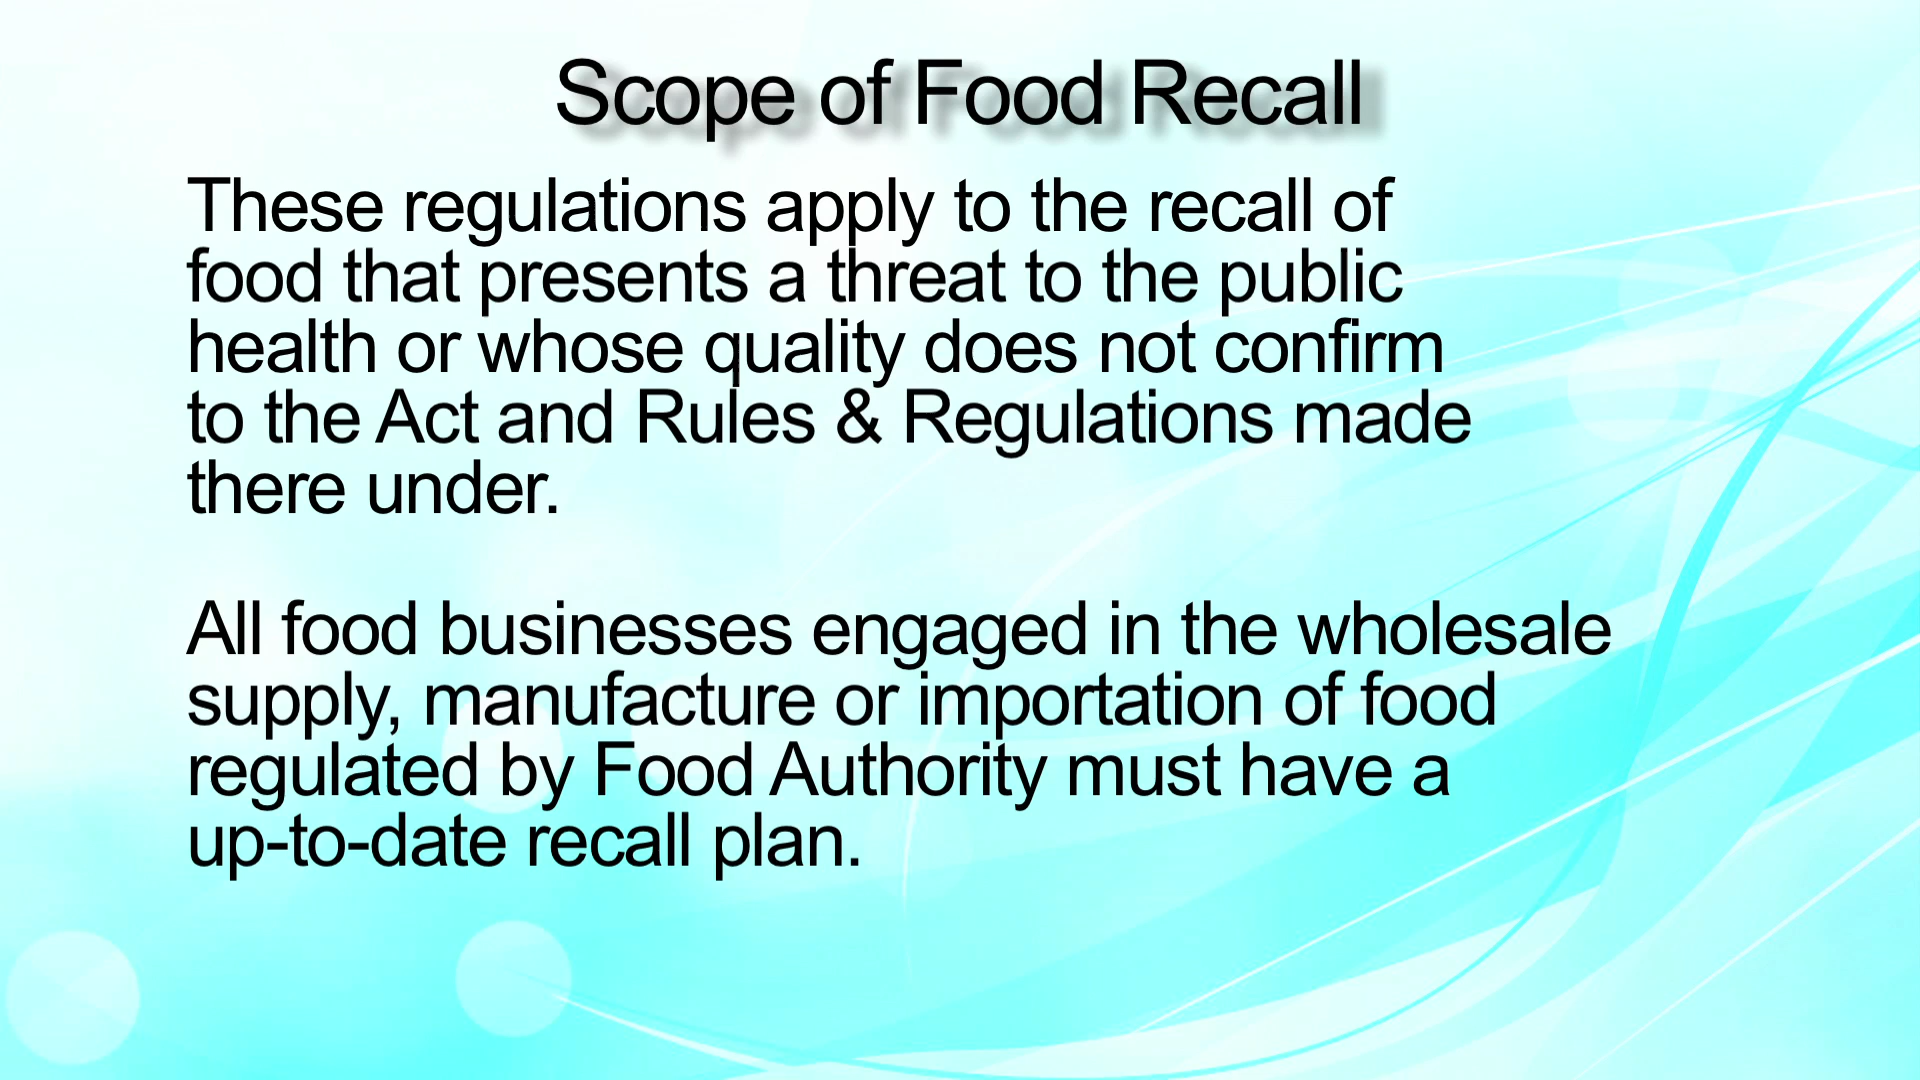 Scope of Food Recall
These regulations apply to the recall of
food that presents a threat to the public
health or whose quality does not confirm
to the Act and Rules & Regulations made
there under.
All food businesses engaged in the wholesale
supply, manufacture or importation of food
regulated by Food Authority must have a
up-to-date recall plan.